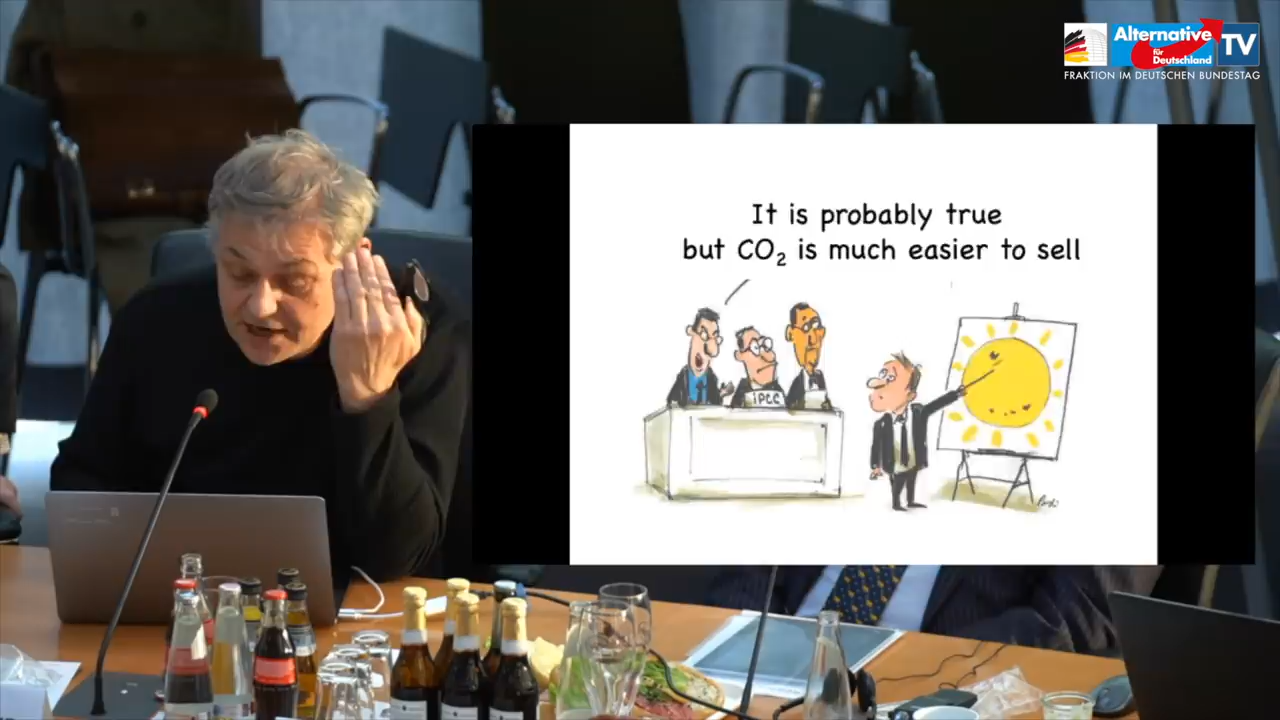 Alternative
für
Deutschland
TV
FRAKTION IM DEUTSCHEN BUNDESTAG
It is probably true
but CO₂ is much easier to sell
iPCC